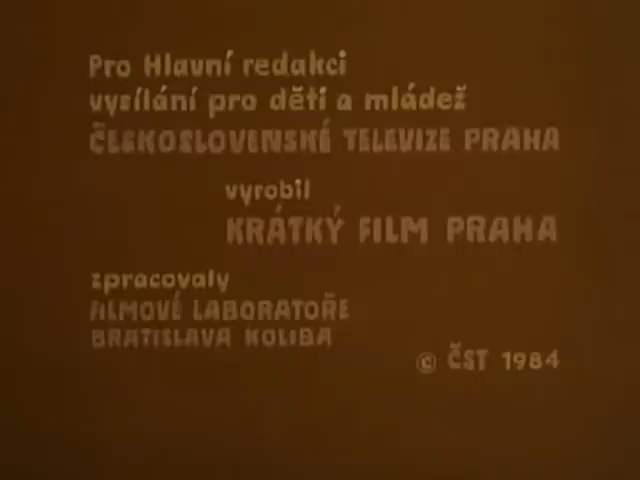 Pro Hlavní redakci
vysílání pro děti a mládež
ČESKOSLOVENSKÉ TELEVIZE PRAHA
vyrobil
KRÁTKÝ FILM PRAHA
zpracovaly
FILMOVÉ LABORATOŘE
BRATISLAVA KOLIBA
© ČST 1984